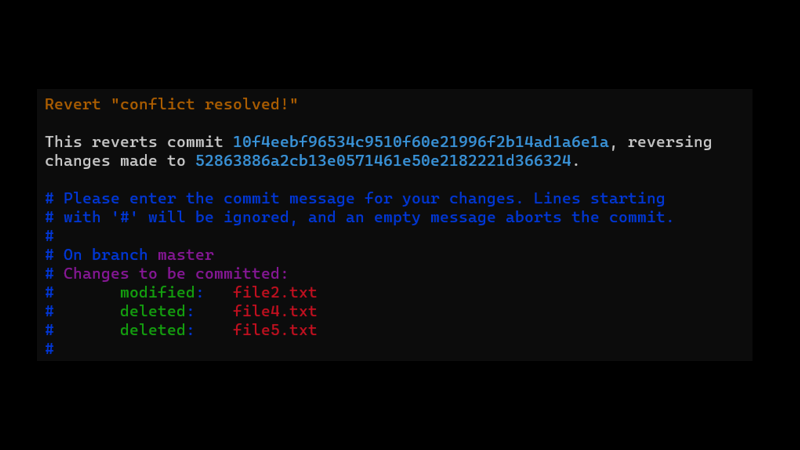 Revert "conflict resolved!"
This reverts commit 10f4eebf96534c9510f60e21996f2b14ad1a6e1a, reversing
changes made to 52863886a2cb13e0571461e50e2182221d366324.
# Please enter the commit message for your changes. Lines starting
# with '#' will be ignored, and an empty message aborts the commit.
#
# On branch master
# Changes to be committed:
#       modified:   file2.txt
#       deleted:    file4.txt
#       deleted:    file5.txt
#